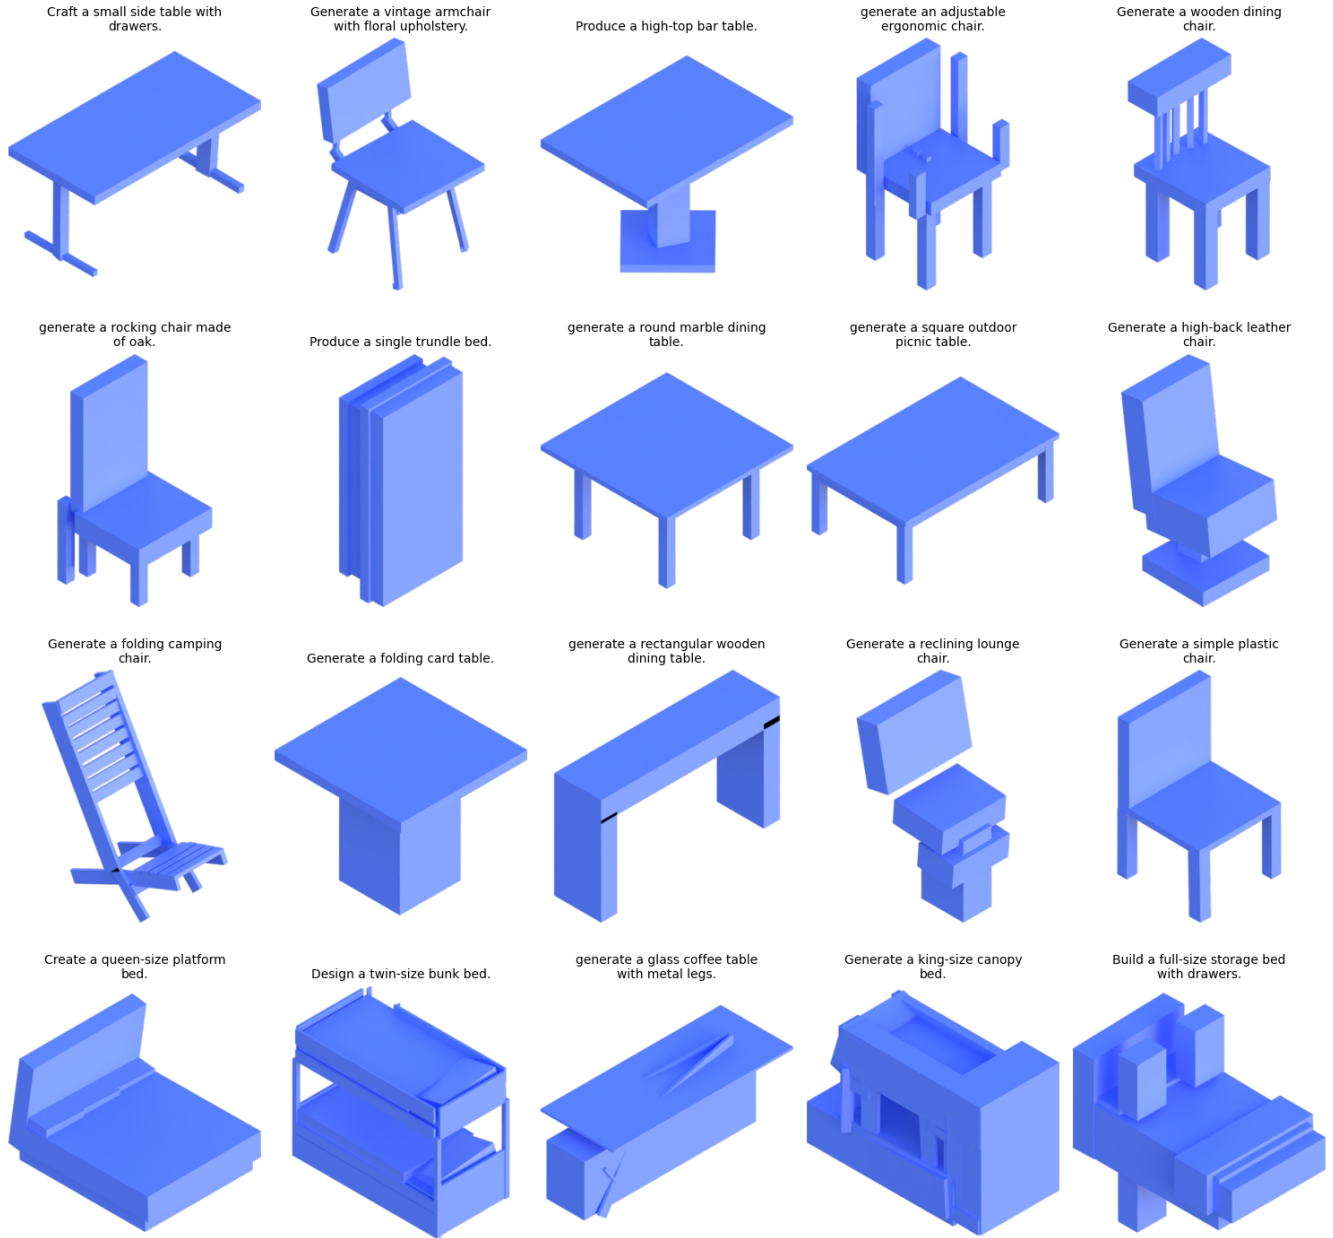 Craft a small side table with
drawers.
Generate a vintage armchair
with floral upholstery.
Produce a high-top bar table.
generate an adjustable
ergonomic chair.
Generate a wooden dining
chair.
generate a rocking chair made
of oak.
Produce a single trundle bed.
generate a round marble dining
table.
generate a square outdoor
picnic table.
Generate a high-back leather
chair.
Generate a folding camping
chair.
Generate a folding card table.
generate a rectangular wooden
dining table.
Generate a reclining lounge
chair.
Generate a simple plastic
chair.
Create a queen-size platform
bed.
Design a twin-size bunk bed.
generate a glass coffee table
with metal legs.
Generate a king-size canopy
bed.
Build a full-size storage bed
with drawers.